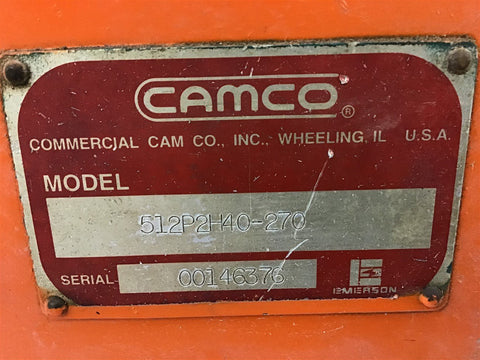 CAMCO ®
COMMERCIAL CAM CO., INC., WHEELING, IL U.S.A.
MODEL
512P2H40-270
SERIAL 00146376
EMERSON